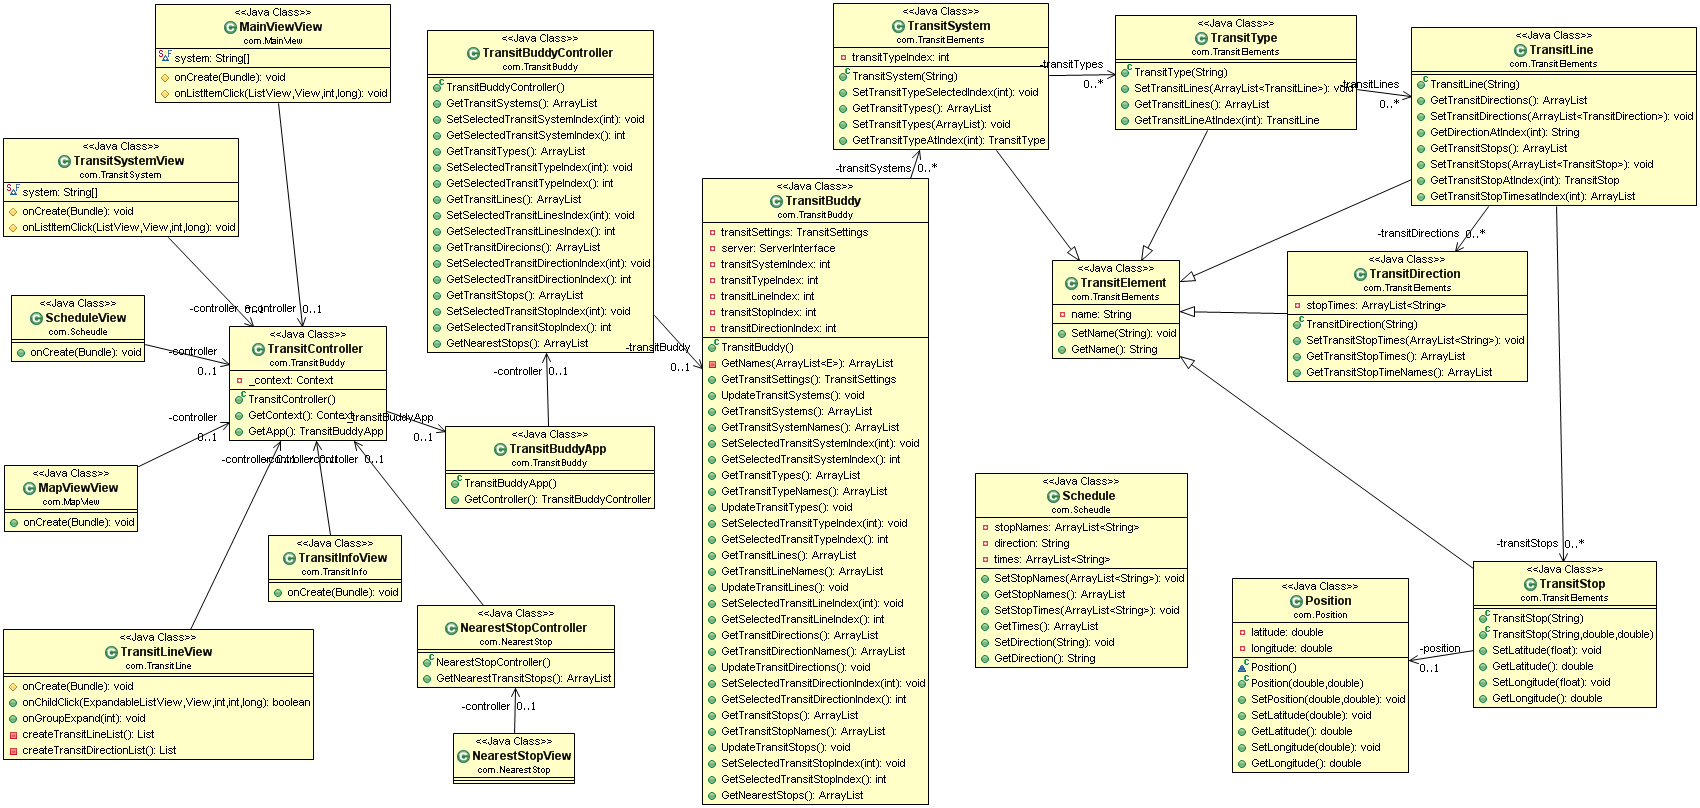 <<Java Class>>
MainViewView
com.MainView
system: String[]
onCreate(Bundle): void
onListItemClick(ListView,View,int,long): void
<<Java Class>>
TransitSystemView
com.TransitSystem
system: String[]
onCreate(Bundle): void
onListItemClick(ListView,View,int,long): void
<<Java Class>>
ScheduleView
com.Scheudle
onCreate(Bundle): void
-controller
0..1
-controller 0..1
-controller 0..1
<<Java Class>>
TransitController
com.TransitBuddy
_context: Context
TransitController()
GetContext(): Context
GetApp(): TransitBuddyApp
-controller
0..1
<<Java Class>>
MapViewView
com.MapView
onCreate(Bundle): void
-controller 0..1
-controller 0..1
-controller 0..1
<<Java Class>>
TransitInfoView
com.TransitInfo
onCreate(Bundle): void
<<Java Class>>
TransitLineView
com.TransitLine
onCreate(Bundle): void
onChildClick(ExpandableListView,View,int,int,long): boolean
onGroupExpand(int): void
createTransitLineList(): List
createTransitDirectionList(): List
<<Java Class>>
TransitBuddyController
com.TransitBuddy
TransitBuddyController()
GetTransitSystems(): ArrayList
SetSelectedTransitSystemIndex(int): void
GetSelectedTransitSystemIndex(): int
GetTransitTypes(): ArrayList
SetSelectedTransitTypeIndex(int): void
GetSelectedTransitTypeIndex(): int
GetTransitLines(): ArrayList
SetSelectedTransitLinesIndex(int): void
GetSelectedTransitLinesIndex(): int
GetTransitDirecions(): ArrayList
SetSelectedTransitDirectionIndex(int): void
GetSelectedTransitDirectionIndex(): int
GetTransitStops(): ArrayList
SetSelectedTransitStopIndex(int): void
GetSelectedTransitStopIndex(): int
GetNearestStops(): ArrayList
-controller 0..1
-transitBuddyApp
0..1
<<Java Class>>
TransitBuddyApp
com.TransitBuddy
TransitBuddyApp()
GetController(): TransitBuddyController
<<Java Class>>
NearestStopController
com.NearestStop
NearestStopController()
GetNearestTransitStops(): ArrayList
-controller 0..1
<<Java Class>>
NearestStopView
com.NearestStop
-transitBuddy
0..1
-transitSystems 0..*
<<Java Class>>
TransitBuddy
com.TransitBuddy
transitSettings: TransitSettings
server: ServerInterface
transitSystemIndex: int
transitTypeIndex: int
transitLineIndex: int
transitStopIndex: int
transitDirectionIndex: int
TransitBuddy()
GetNames(ArrayList<E>): ArrayList
GetTransitSettings(): TransitSettings
UpdateTransitSystems(): void
GetTransitSystems(): ArrayList
GetTransitSystemNames(): ArrayList
SetSelectedTransitSystemIndex(int): void
GetSelectedTransitSystemIndex(): int
GetTransitTypes(): ArrayList
GetTransitTypeNames(): ArrayList
UpdateTransitTypes(): void
SetSelectedTransitTypeIndex(int): void
GetSelectedTransitTypeIndex(): int
GetTransitLines(): ArrayList
GetTransitLineNames(): ArrayList
UpdateTransitLines(): void
SetSelectedTransitLineIndex(int): void
GetSelectedTransitLineIndex(): int
GetTransitDirections(): ArrayList
GetTransitDirectionNames(): ArrayList
UpdateTransitDirections(): void
SetSelectedTransitDirectionIndex(int): void
GetSelectedTransitDirectionIndex(): int
GetTransitStops(): ArrayList
GetTransitStopNames(): ArrayList
UpdateTransitStops(): void
SetSelectedTransitStopIndex(int): void
GetSelectedTransitStopIndex(): int
GetNearestStops(): ArrayList
<<Java Class>>
TransitSystem
com.TransitElements
transitTypeIndex: int
TransitSystem(String)
SetTransitTypeSelectedIndex(int): void
GetTransitTypes(): ArrayList
SetTransitTypes(ArrayList): void
GetTransitTypeAtIndex(int): TransitType
-transitTypes
0..*
<<Java Class>>
TransitType
com.TransitElements
TransitType(String)
SetTransitLines(ArrayList<TransitLine>): void
GetTransitLines(): ArrayList
GetTransitLineAtIndex(int): TransitLine
-transitLines
0..*
<<Java Class>>
TransitLine
com.TransitElements
TransitLine(String)
GetTransitDirections(): ArrayList
SetTransitDirections(ArrayList<TransitDirection>): void
GetDirectionAtIndex(int): String
GetTransitStops(): ArrayList
SetTransitStops(ArrayList<TransitStop>): void
GetTransitStopAtIndex(int): TransitStop
GetTransitStopTimesatIndex(int): ArrayList
-transitDirections 0..*
<<Java Class>>
TransitElement
com.TransitElements
name: String
SetName(String): void
GetName(): String
<<Java Class>>
TransitDirection
com.TransitElements
stopTimes: ArrayList<String>
TransitDirection(String)
SetTransitStopTimes(ArrayList<String>): void
GetTransitStopTimes(): ArrayList
GetTransitStopTimeNames(): ArrayList
<<Java Class>>
Schedule
com.Scheudle
stopNames: ArrayList<String>
direction: String
times: ArrayList<String>
SetStopNames(ArrayList<String>): void
GetStopNames(): ArrayList
SetStopTimes(ArrayList<String>): void
GetTimes(): ArrayList
SetDirection(String): void
GetDirection(): String
-transitStops 0..*
<<Java Class>>
Position
com.Position
latitude: double
longitude: double
Position()
Position(double,double)
SetPosition(double,double): void
SetLatitude(double): void
GetLatitude(): double
SetLongitude(double): void
GetLongitude(): double
-position
0..1
<<Java Class>>
TransitStop
com.TransitElements
TransitStop(String)
TransitStop(String,double,double)
SetLatitude(float): void
GetLatitude(): double
SetLongitude(float): void
GetLongitude(): double